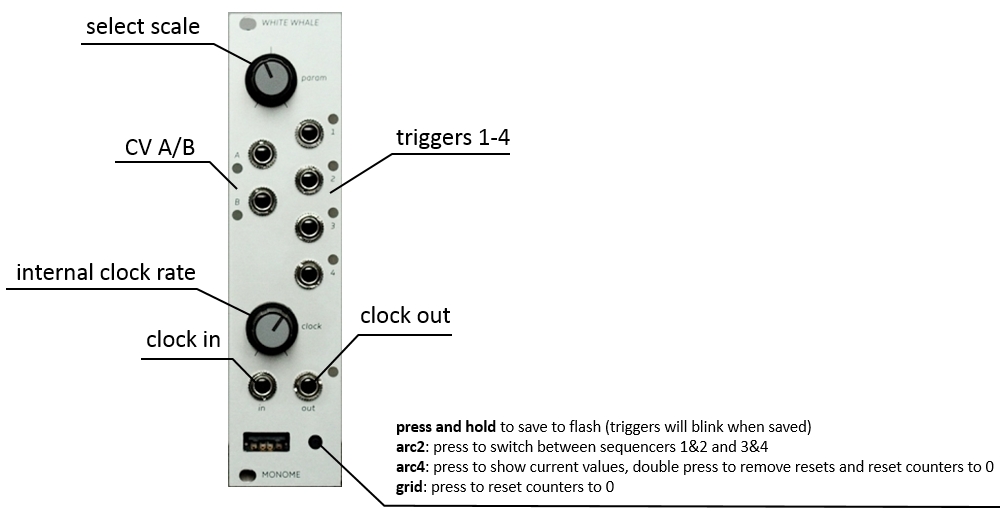 WHITE WHALE
select scale
param
1
triggers 1-4
CV A/B
A
2
B
3
4
internal clock rate
clock
clock out
clock in
in
out
press and hold to save to flash (triggers will blink when saved)
arc2: press to switch between sequencers 1&2 and 3&4
arc4: press to show current values, double press to remove resets and reset counters to 0
grid: press to reset counters to 0
MONOME